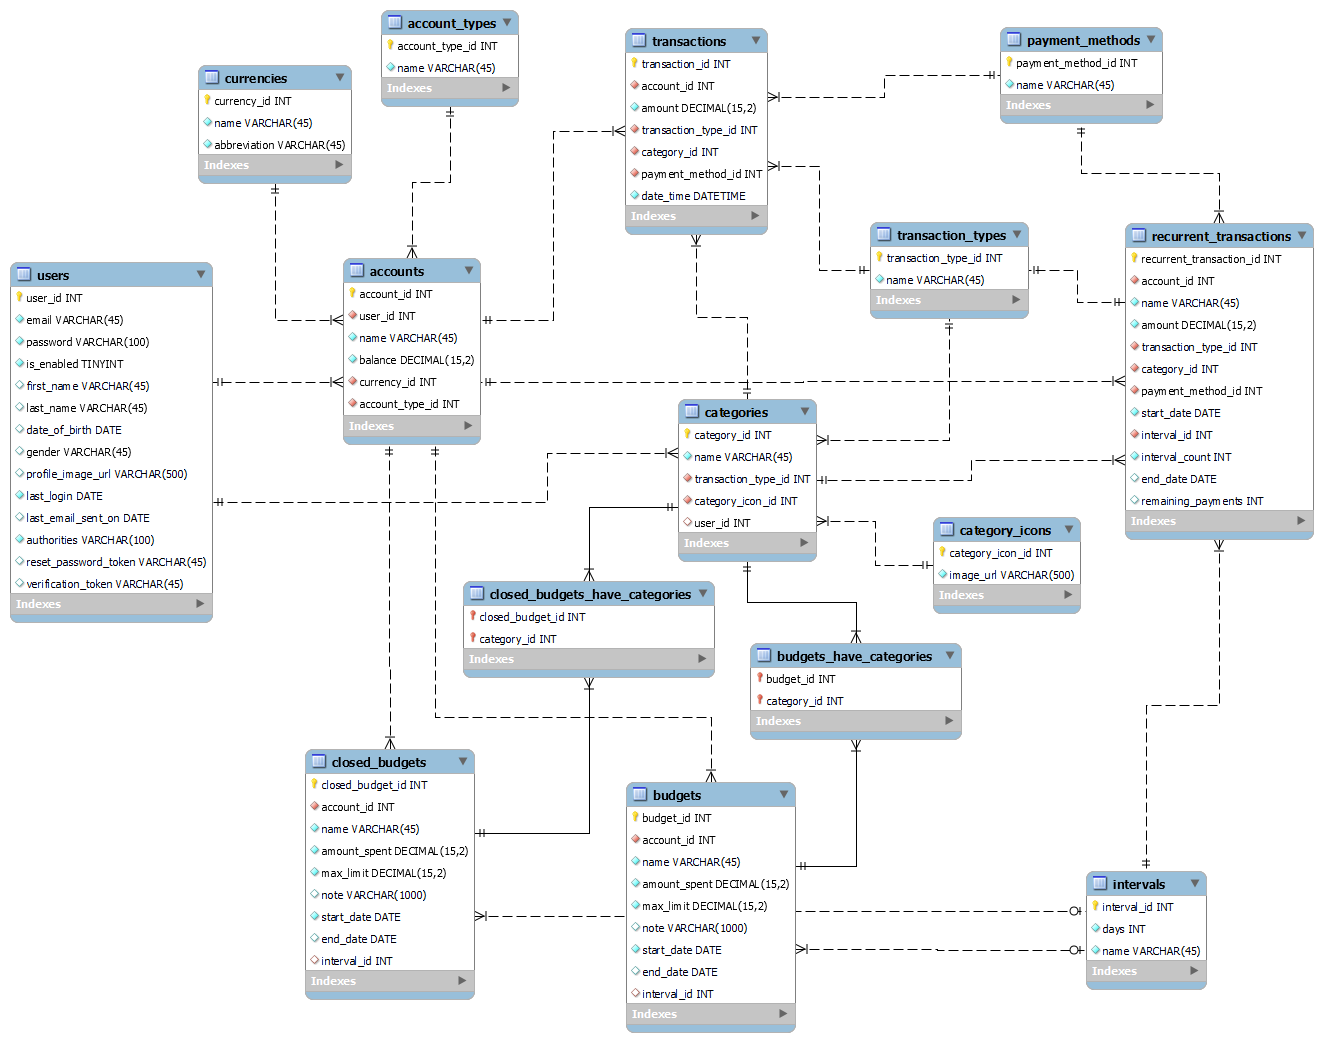 account_types
account_type_id INT
name VARCHAR(45)
Indexes
currencies
currency_id INT
name VARCHAR(45)
abbreviation VARCHAR(45)
Indexes
transactions
transaction_id INT
account_id INT
amount DECIMAL(15,2)
transaction_type_id INT
category_id INT
payment_method_id INT
date_time DATETIME
Indexes
payment_methods
payment_method_id INT
name VARCHAR(45)
Indexes
users
user_id INT
email VARCHAR(45)
password VARCHAR(100)
is_enabled TINYINT
first_name VARCHAR(45)
last_name VARCHAR(45)
date_of_birth DATE
gender VARCHAR(45)
profile_image_url VARCHAR(500)
last_login DATE
last_email_sent_on DATE
authorities VARCHAR(100)
reset_password_token VARCHAR(45)
verification_token VARCHAR(45)
Indexes
accounts
account_id INT
user_id INT
name VARCHAR(45)
balance DECIMAL(15,2)
currency_id INT
account_type_id INT
Indexes
transaction_types
transaction_type_id INT
name VARCHAR(45)
Indexes
recurrent_transactions
recurrent_transaction_id INT
account_id INT
name VARCHAR(45)
amount DECIMAL(15,2)
transaction_type_id INT
category_id INT
payment_method_id INT
start_date DATE
interval_id INT
interval_count INT
end_date DATE
remaining_payments INT
Indexes
categories
category_id INT
name VARCHAR(45)
transaction_type_id INT
category_icon_id INT
user_id INT
Indexes
category_icons
category_icon_id INT
image_url VARCHAR(500)
Indexes
closed_budgets_have_categories
closed_budget_id INT
category_id INT
Indexes
budgets_have_categories
budget_id INT
category_id INT
Indexes
closed_budgets
closed_budget_id INT
account_id INT
name VARCHAR(45)
amount_spent DECIMAL(15,2)
max_limit DECIMAL(15,2)
note VARCHAR(1000)
start_date DATE
end_date DATE
interval_id INT
Indexes
budgets
budget_id INT
account_id INT
name VARCHAR(45)
amount_spent DECIMAL(15,2)
max_limit DECIMAL(15,2)
note VARCHAR(1000)
start_date DATE
end_date DATE
interval_id INT
Indexes
intervals
interval_id INT
days INT
name VARCHAR(45)
Indexes